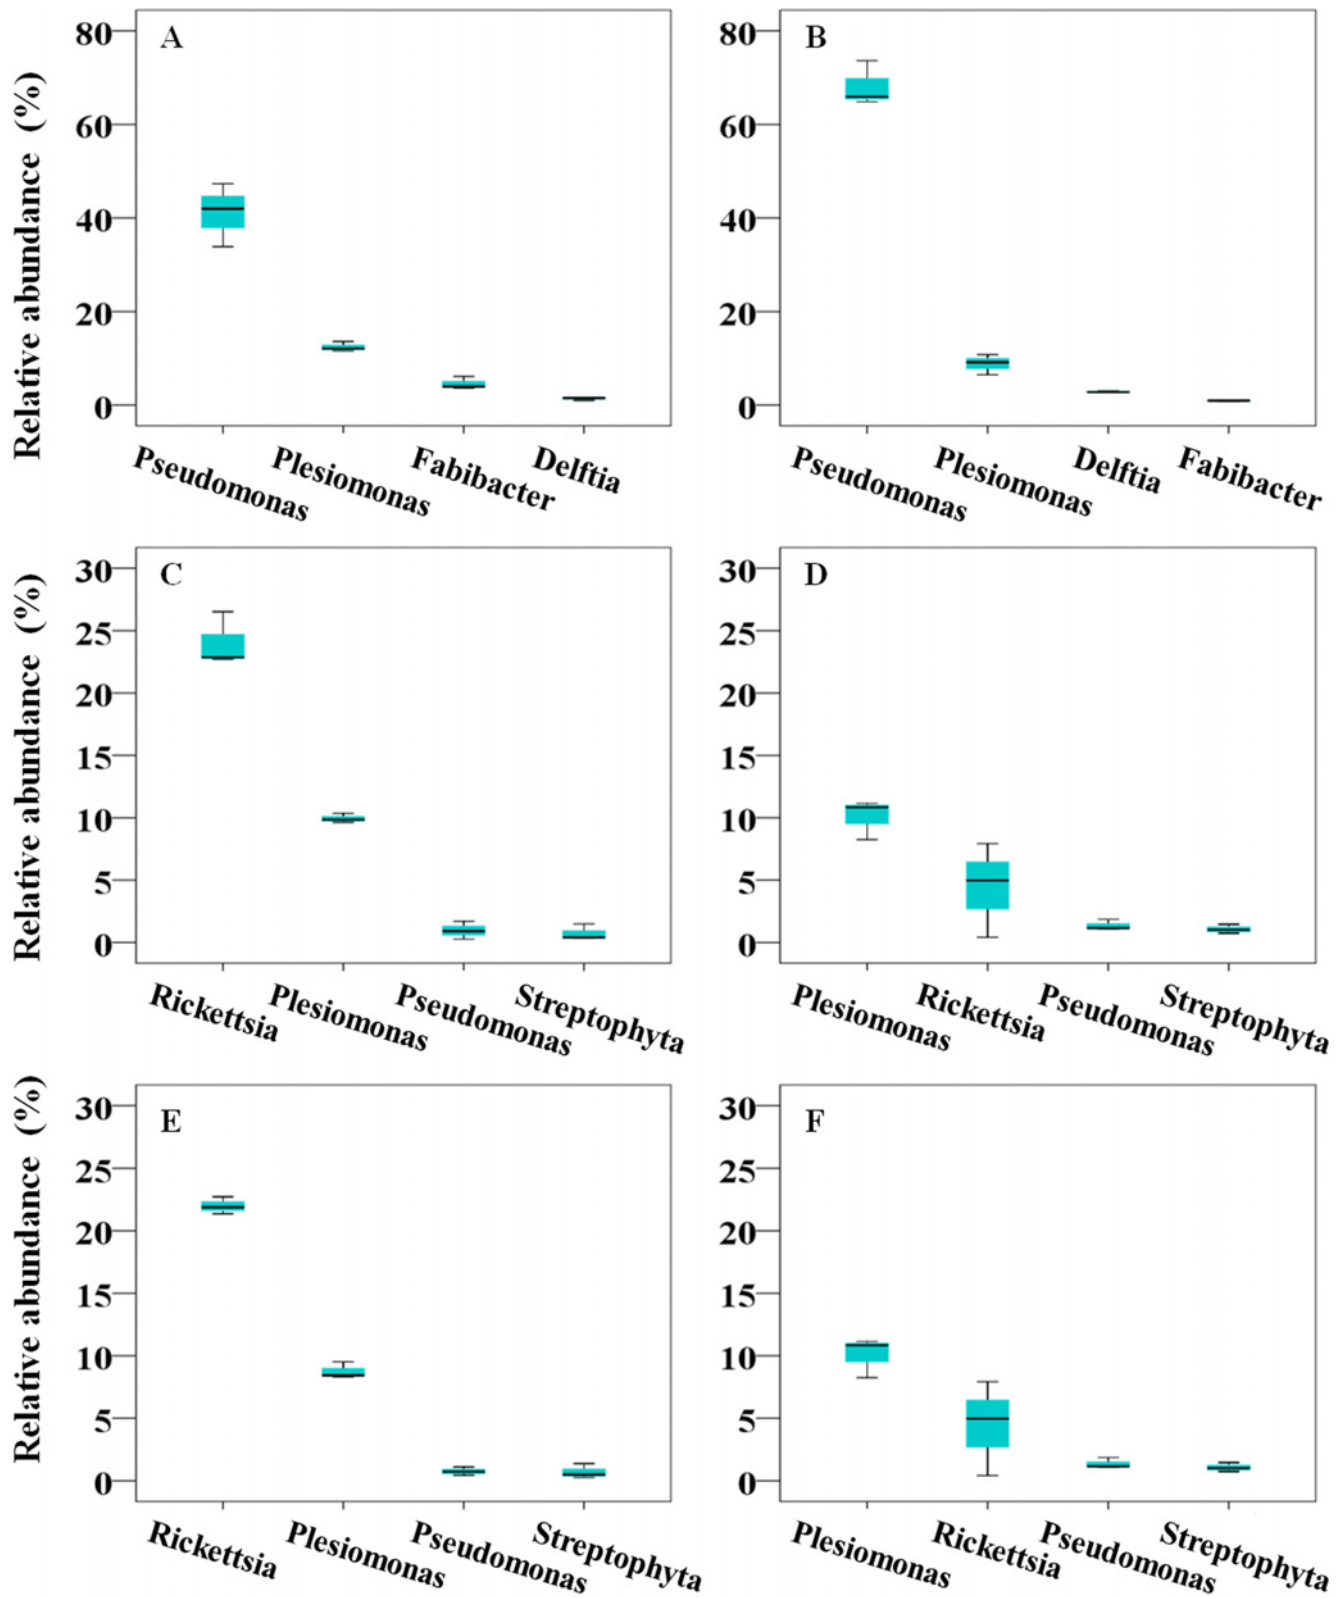 A
Relative abundance (%)
80
60
40
20
0
Pseudomonas
Plesiomonas
Fabibacter
Delftia
B
80
60
40
20
0
Pseudomonas
Plesiomonas
Delftia
Fabibacter
C
Relative abundance (%)
30
25
20
15
10
5
0
Rickettsia
Plesiomonas
Pseudomonas
Streptophyta
D
30
25
20
15
10
5
0
Plesiomonas
Rickettsia
Pseudomonas
Streptophyta
E
Relative abundance (%)
30
25
20
15
10
5
0
Rickettsia
Plesiomonas
Pseudomonas
Streptophyta
F
30
25
20
15
10
5
0
Plesiomonas
Rickettsia
Pseudomonas
Streptophyta